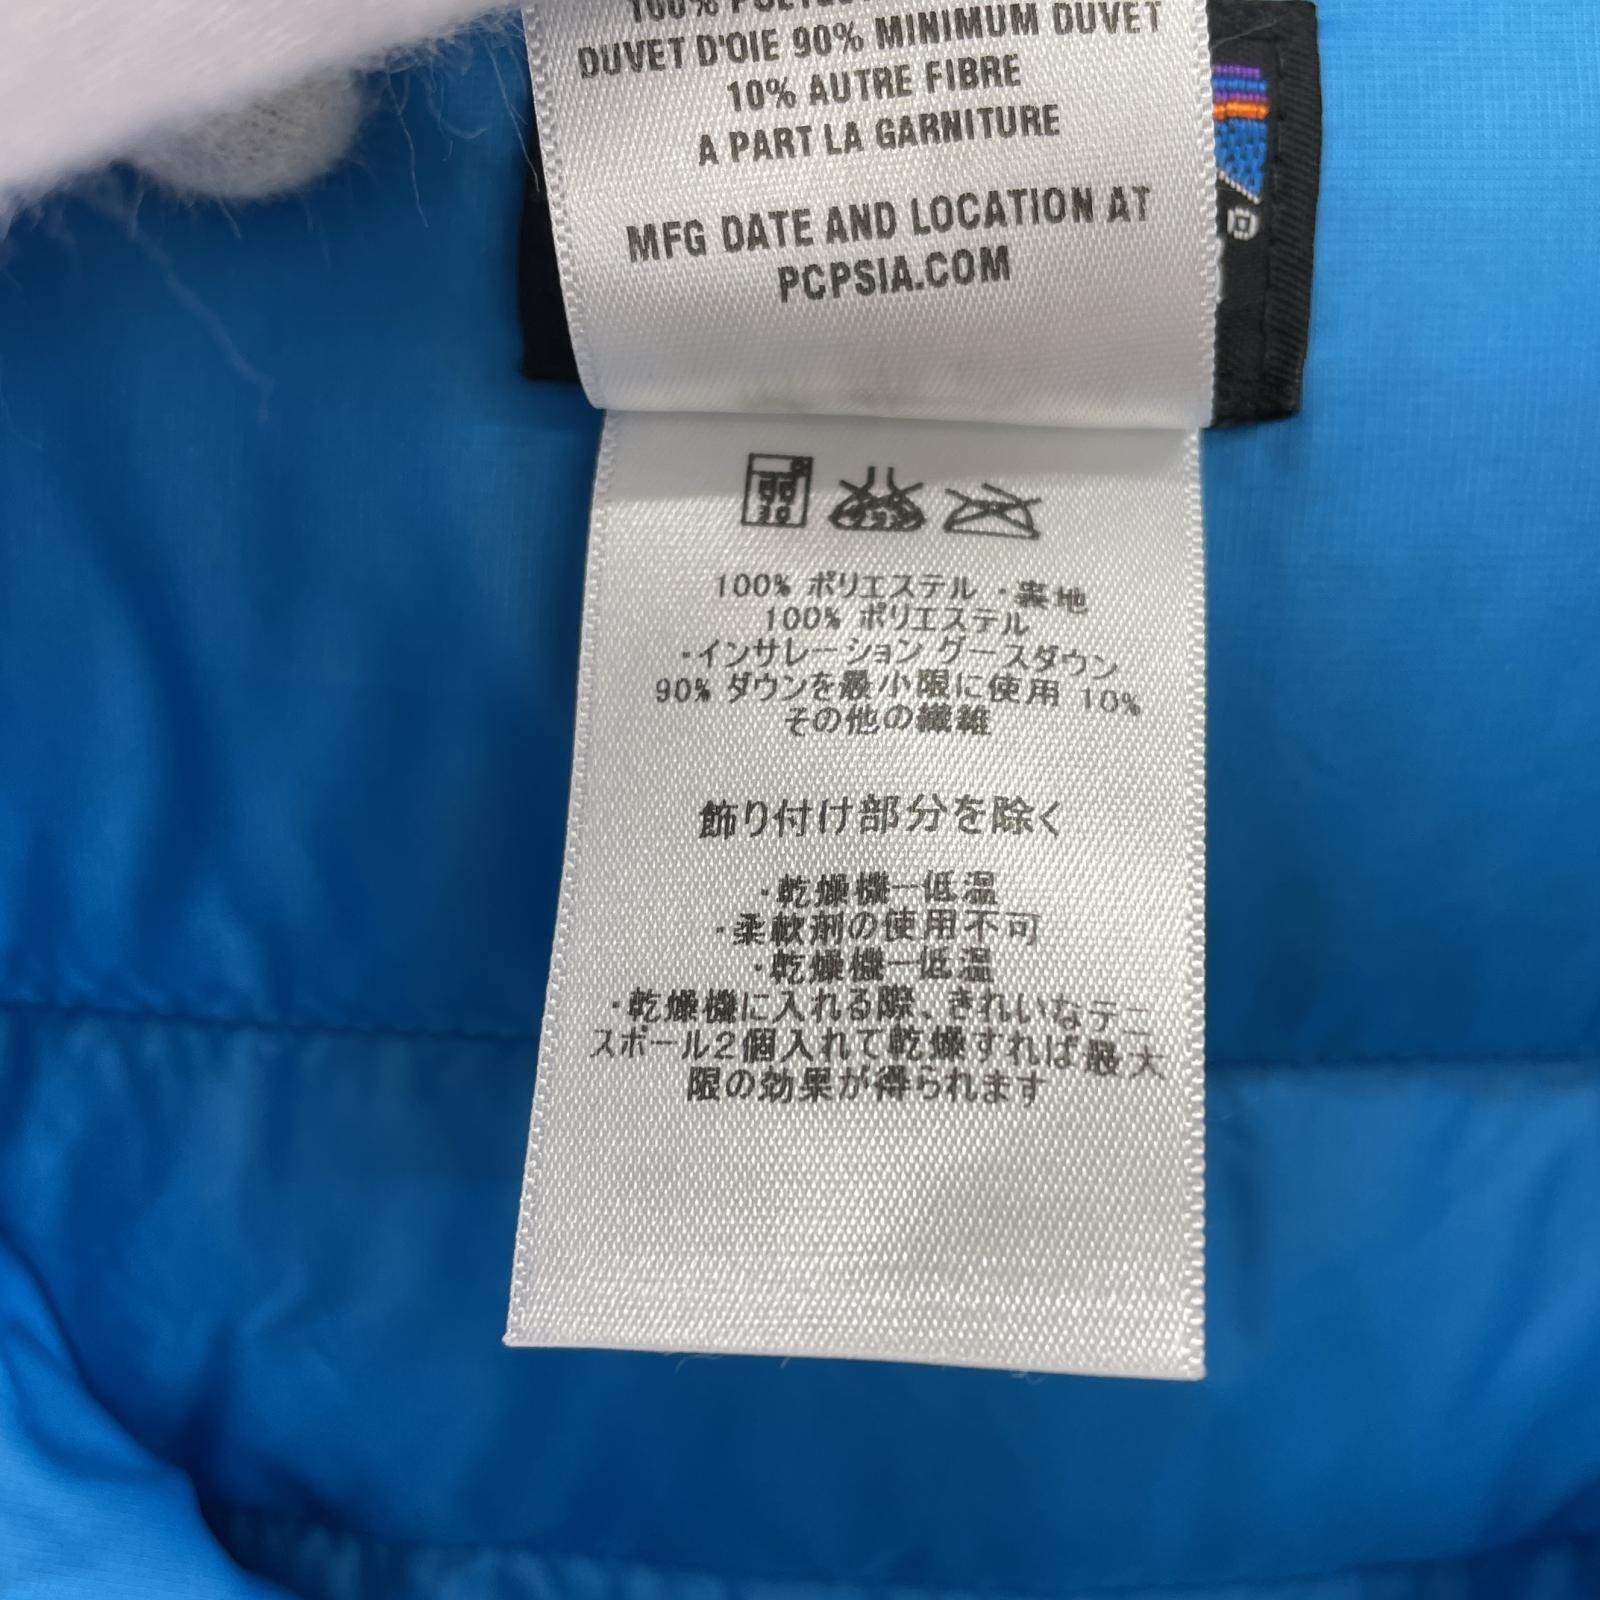 100%
DUVET D'OIE 90% MINIMUM DUVET
10% AUTRE FIBRE
A PART LA GARNITURE
MFG DATE AND LOCATION AT
PCPSIA.COM
30
100% ポリエステル ・裏地
100% ポリエステル
・インサレーション グースダウン
90% ダウンを最小限に使用 10%
その他の繊維
飾り付け部分を除く
・乾燥機ー低温
・柔軟剤の使用不可
・乾燥機ー低温
・乾燥機に入れる際、きれいなテニ
スボール2個入れて乾燥すれば最大
限の効果が得られます